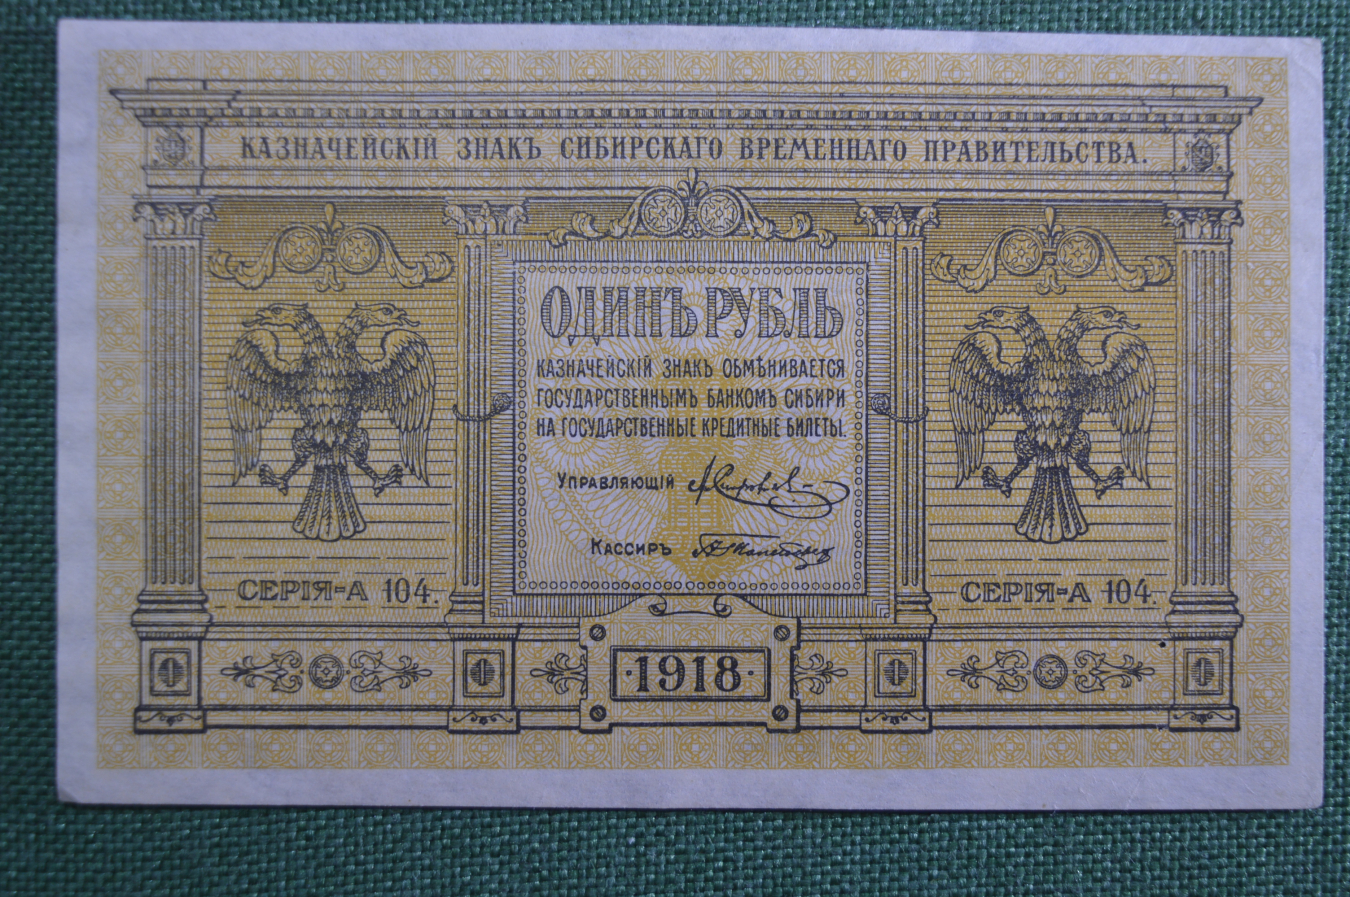 КАЗНАЧЕЙСКІЙ ЗНАКЪ СИБИРСКАГО ВРЕМЕННАГО ПРАВИТЕЛЬСТВА.
ОДИНЪ РУБЛЬ
КАЗНАЧЕЙСКІЙ ЗНАКЪ ОБМѢНИВАЕТСЯ
ГОСУДАРСТВЕННЫМЪ БАНКОМЪ СИБИРИ
НА ГОСУДАРСТВЕННЫЕ КРЕДИТНЫЕ БИЛЕТЫ.
УПРАВЛЯЮЩІЙ
КАССИРЪ
СЕРІЯ-А 104.
СЕРІЯ-А 104.
1 1 1 1
·1918·